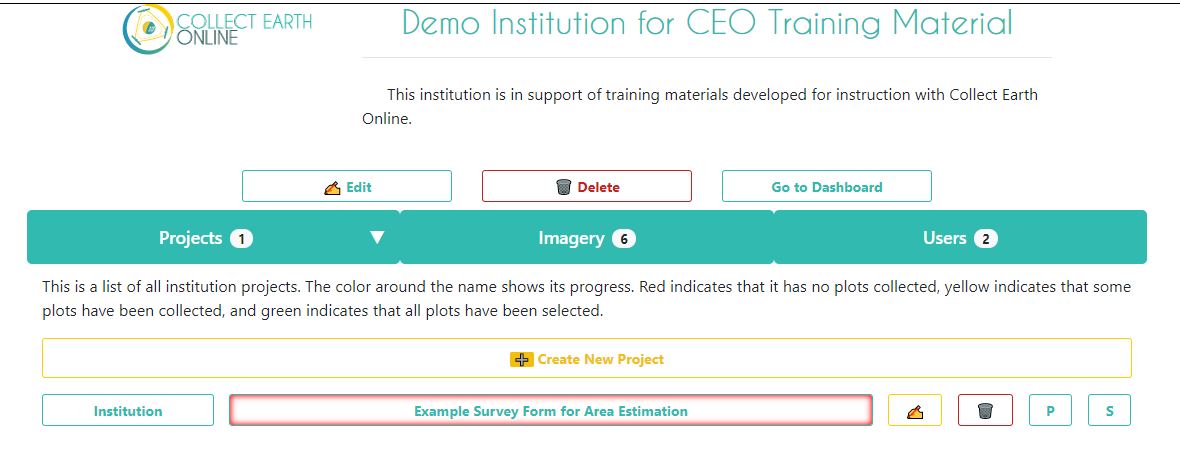 COLLECT EARTH
ONLINE
Demo Institution for CEO Training Material
This institution is in support of training materials developed for instruction with Collect Earth
Online.
Edit
Delete
Go to Dashboard
Projects 1 ▼
Imagery 6
Users 2
This is a list of all institution projects. The color around the name shows its progress. Red indicates that it has no plots collected, yellow indicates that some
plots have been collected, and green indicates that all plots have been selected.
Create New Project
Institution
Example Survey Form for Area Estimation
P
S